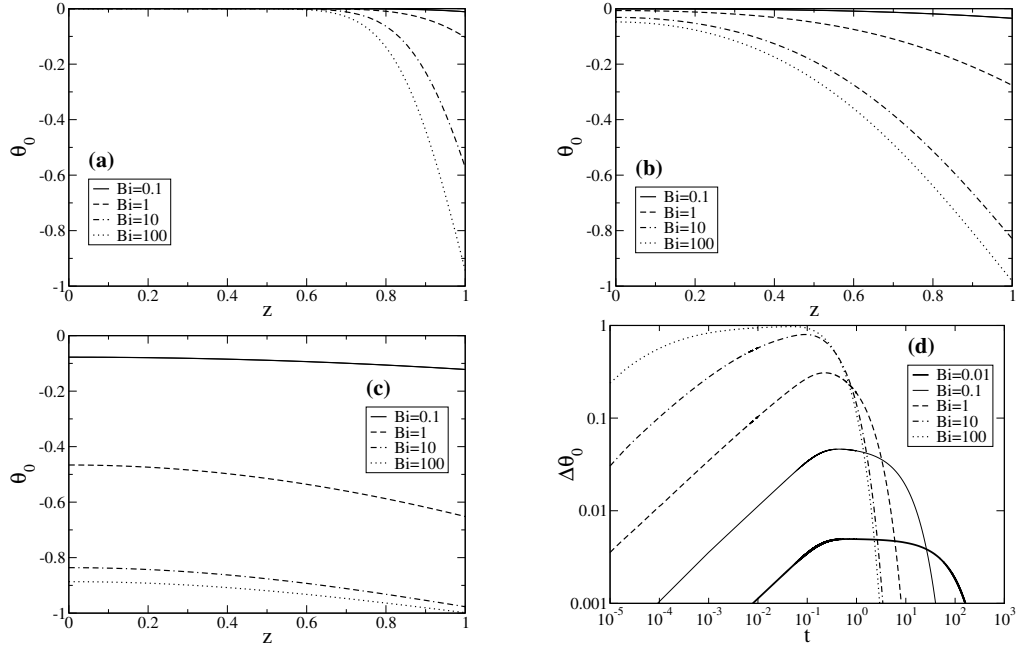 0
-0.2
-0.4
-0.6
-0.8
-1
θ₀
(a)
Bi=0.1
Bi=1
Bi=10
Bi=100
0 0.2 0.4 0.6 0.8 1
z
0
-0.2
-0.4
-0.6
-0.8
-1
θ₀
(b)
Bi=0.1
Bi=1
Bi=10
Bi=100
0 0.2 0.4 0.6 0.8 1
z
0
-0.2
-0.4
-0.6
-0.8
-1
θ₀
(c)
Bi=0.1
Bi=1
Bi=10
Bi=100
0 0.2 0.4 0.6 0.8 1
z
1
0.1
0.01
0.001
Δθ₀
(d)
Bi=0.01
Bi=0.1
Bi=1
Bi=10
Bi=100
10⁻⁵ 10⁻⁴ 10⁻³ 10⁻² 10⁻¹ 10⁰ 10¹ 10² 10³
t